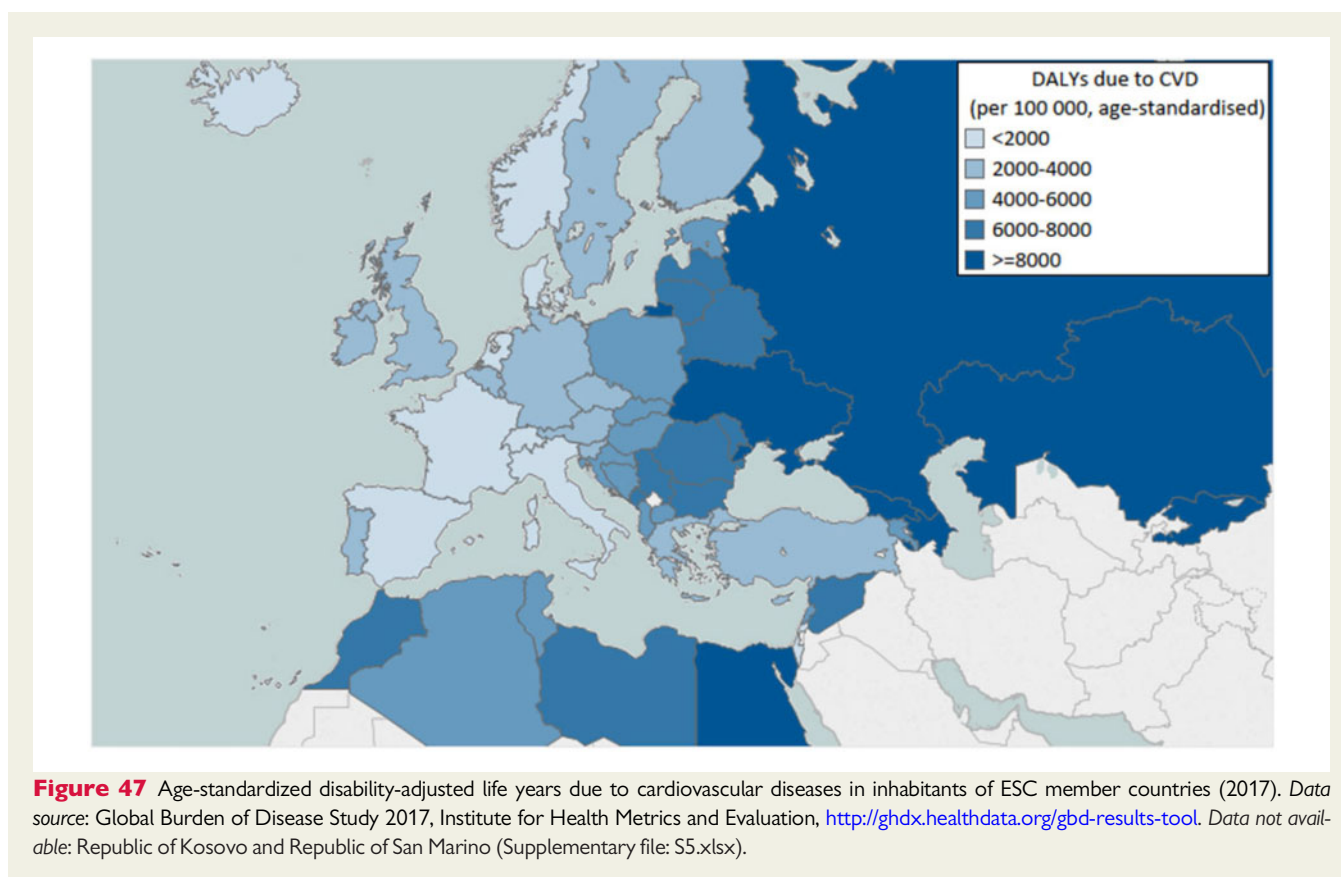 DALYs due to CVD
(per 100 000, age-standardised)
<2000
2000-4000
4000-6000
6000-8000
>=8000
Figure 47 Age-standardized disability-adjusted life years due to cardiovascular diseases in inhabitants of ESC member countries (2017). Data
source: Global Burden of Disease Study 2017, Institute for Health Metrics and Evaluation, http://ghdx.healthdata.org/gbd-results-tool. Data not avail-
able: Republic of Kosovo and Republic of San Marino (Supplementary file: S5.xlsx).